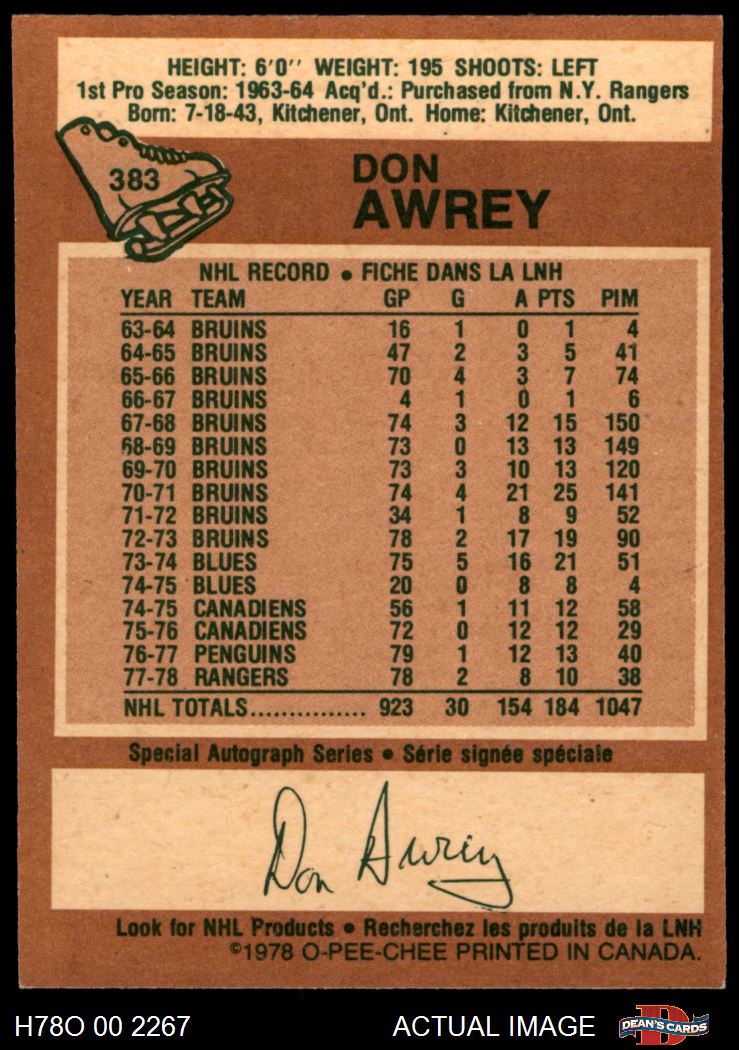 HEIGHT: 6'0'' WEIGHT: 195 SHOOTS: LEFT
1st Pro Season: 1963-64 Acq'd.: Purchased from N.Y. Rangers
Born: 7-18-43, Kitchener, Ont. Home: Kitchener, Ont.
383
DON
AWREY
NHL RECORD • FICHE DANS LA LNH
YEAR TEAM GP G A PTS PIM
63-64 BRUINS 16 1 0 1 4
64-65 BRUINS 47 2 3 5 41
65-66 BRUINS 70 4 3 7 74
66-67 BRUINS 4 1 0 1 6
67-68 BRUINS 74 3 12 15 150
68-69 BRUINS 73 0 13 13 149
69-70 BRUINS 73 3 10 13 120
70-71 BRUINS 74 4 21 25 141
71-72 BRUINS 34 1 8 9 52
72-73 BRUINS 78 2 17 19 90
73-74 BLUES 75 5 16 21 51
74-75 BLUES 20 0 8 8 4
74-75 CANADIENS 56 1 11 12 58
75-76 CANADIENS 72 0 12 12 29
76-77 PENGUINS 79 1 12 13 40
77-78 RANGERS 78 2 8 10 38
NHL TOTALS............... 923 30 154 184 1047
Special Autograph Series • Série signée spéciale
Don Awrey
Look for NHL Products • Recherchez les produits de la LNH
©1978 O-PEE-CHEE PRINTED IN CANADA.
H78O 00 2267 ACTUAL IMAGE D DEAN'S CARDS